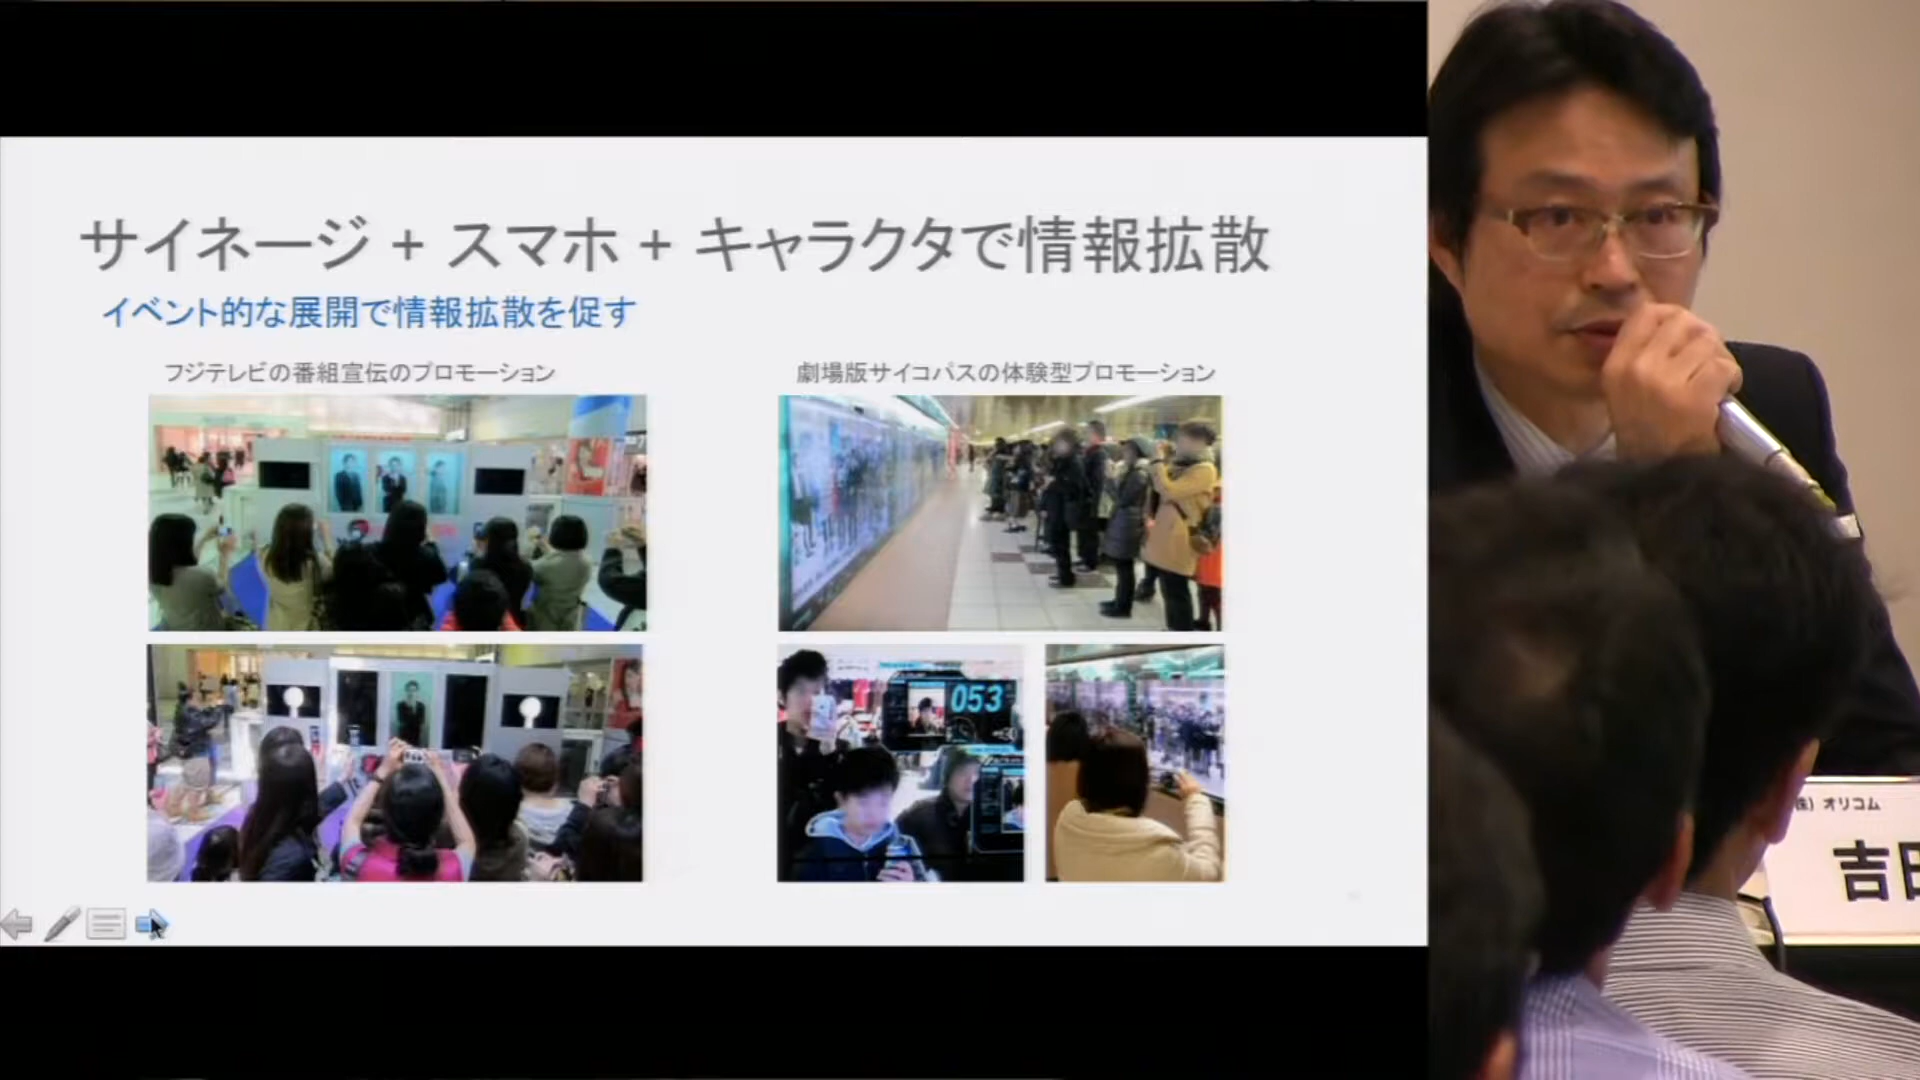 サイネージ + スマホ + キャラクタで情報拡散
イベント的な展開で情報拡散を促す
フジテレビの番組宣伝のプロモーション
劇場版サイコパスの体験型プロモーション
053
株) オリコム
吉田